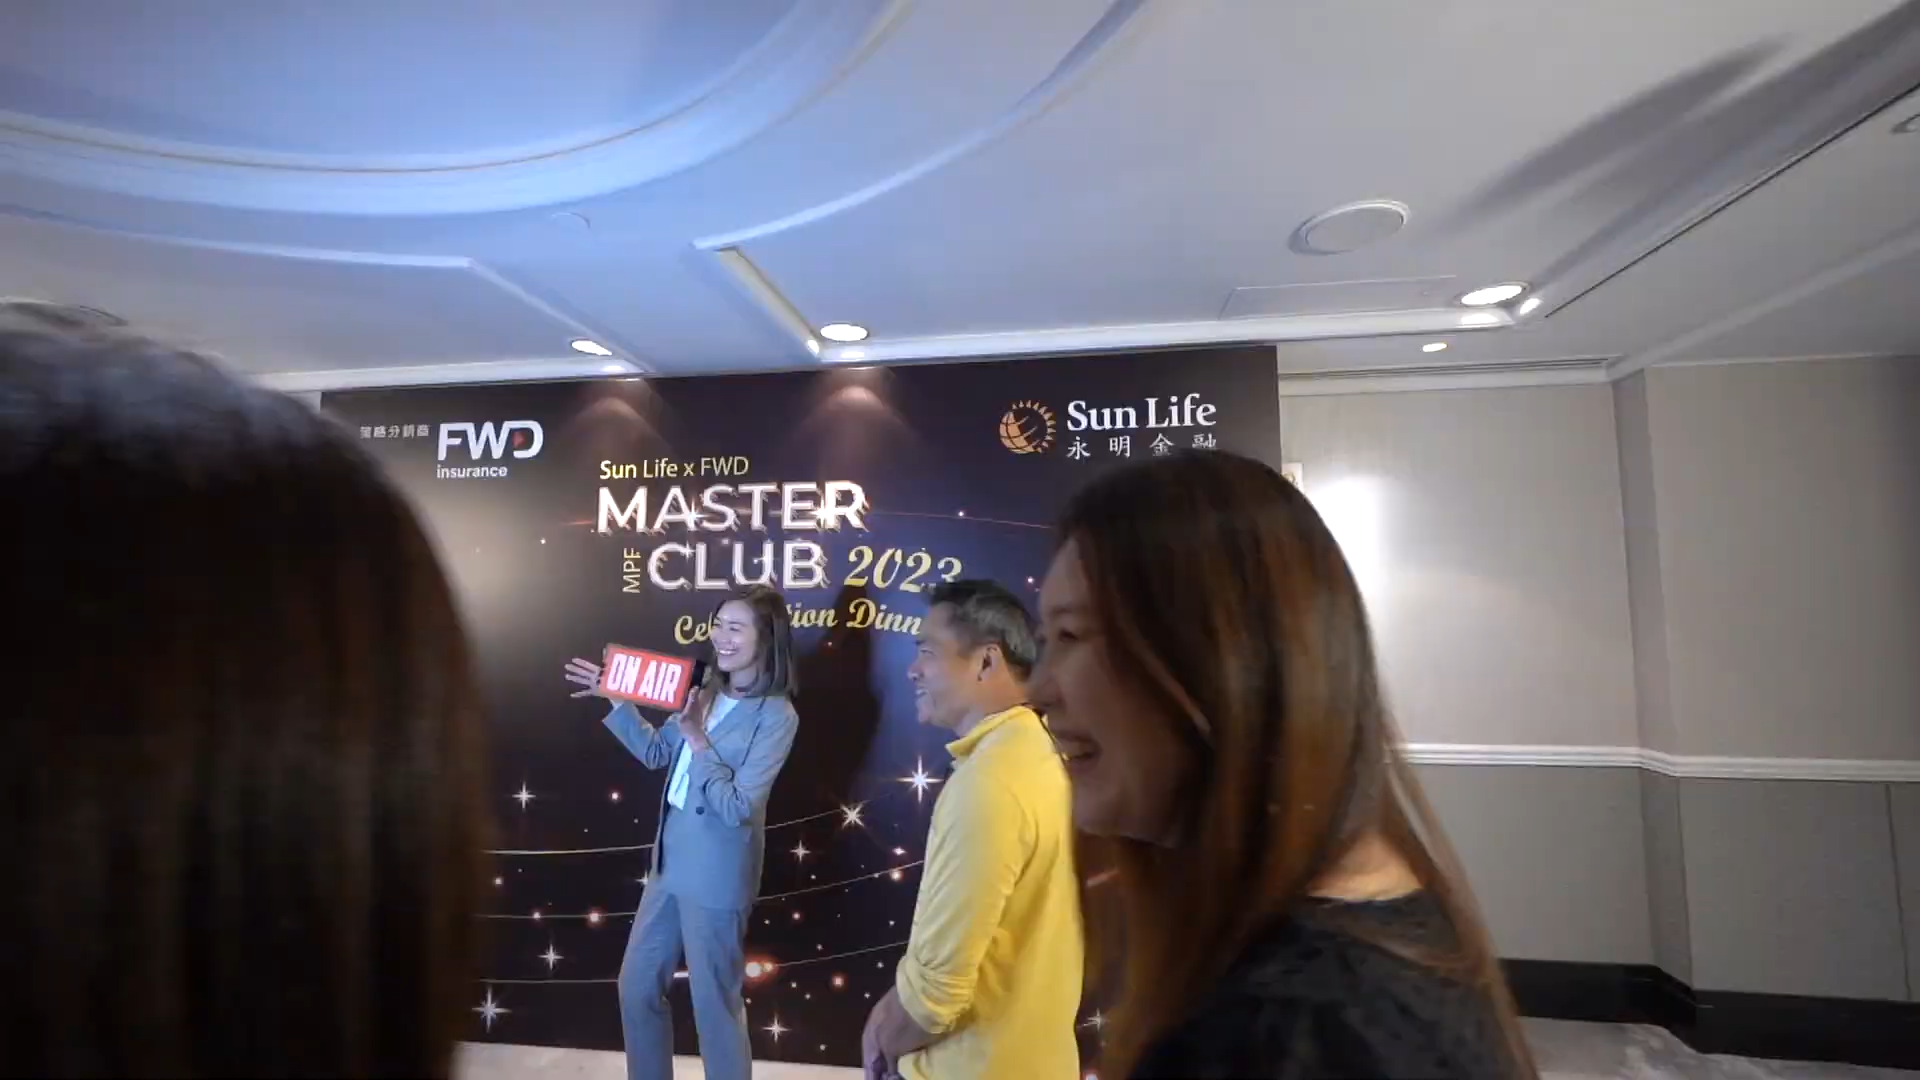 策略分銷商
FWD
insurance
Sun Life
永明金融
Sun Life x FWD
MASTER
MPF
CLUB 2023
ON AIR